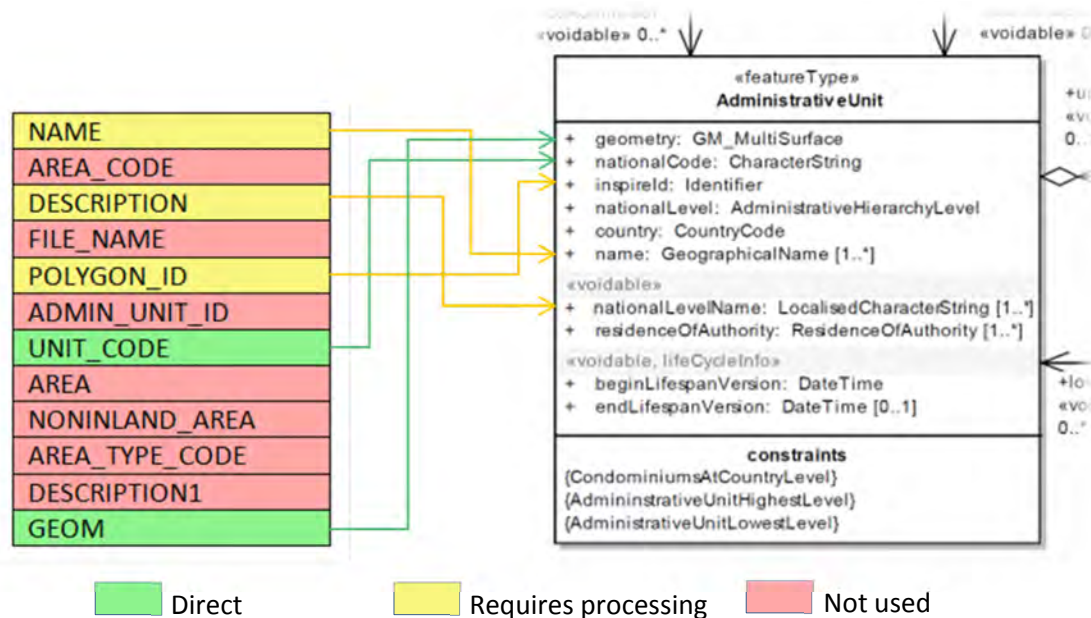 «voidable» 0..*
«voidable»
NAME
AREA_CODE
DESCRIPTION
FILE_NAME
POLYGON_ID
ADMIN_UNIT_ID
UNIT_CODE
AREA
NONINLAND_AREA
AREA_TYPE_CODE
DESCRIPTION1
GEOM
«featureType»
AdministrativeUnit
+ geometry: GM_MultiSurface
+ nationalCode: CharacterString
+ inspireId: Identifier
+ nationalLevel: AdministrativeHierarchyLevel
+ country: CountryCode
+ name: GeographicalName [1..*]
«voidable»
+ nationalLevelName: LocalisedCharacterString [1..*]
+ residenceOfAuthority: ResidenceOfAuthority [1..*]
«voidable, lifeCycleInfo»
+ beginLifespanVersion: DateTime
+ endLifespanVersion: DateTime [0..1]
constraints
{CondominiumsAtCountryLevel}
{AdmininstrativeUnitHighestLevel}
{AdministrativeUnitLowestLevel}
0..*
Direct
Requires processing
Not used